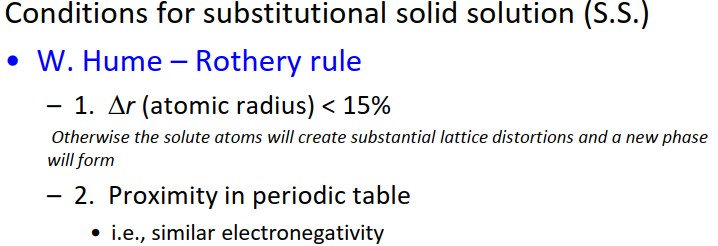 Conditions for substitutional solid solution (S.S.)
• W. Hume – Rothery rule
– 1. Δr (atomic radius) < 15%
Otherwise the solute atoms will create substantial lattice distortions and a new phase
will form
– 2. Proximity in periodic table
• i.e., similar electronegativity